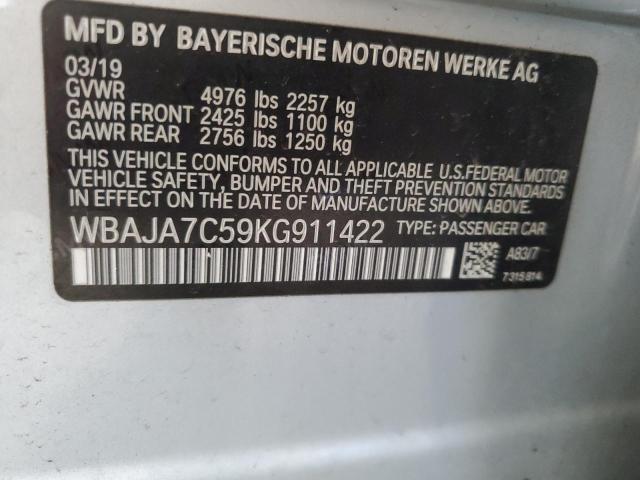 MFD BY BAYERISCHE MOTOREN WERKE AG
03/19
GVWR 4976 lbs 2257 kg
GAWR FRONT 2425 lbs 1100 kg
GAWR REAR 2756 lbs 1250 kg
THIS VEHICLE CONFORMS TO ALL APPLICABLE U.S.FEDERAL MOTOR
VEHICLE SAFETY, BUMPER AND THEFT PREVENTION STANDARDS
IN EFFECT ON THE DATE OF MANUFACTURE SHOWN ABOVE.
WBAJA7C59KG911422 TYPE: PASSENGER CAR
A83/7
7315814